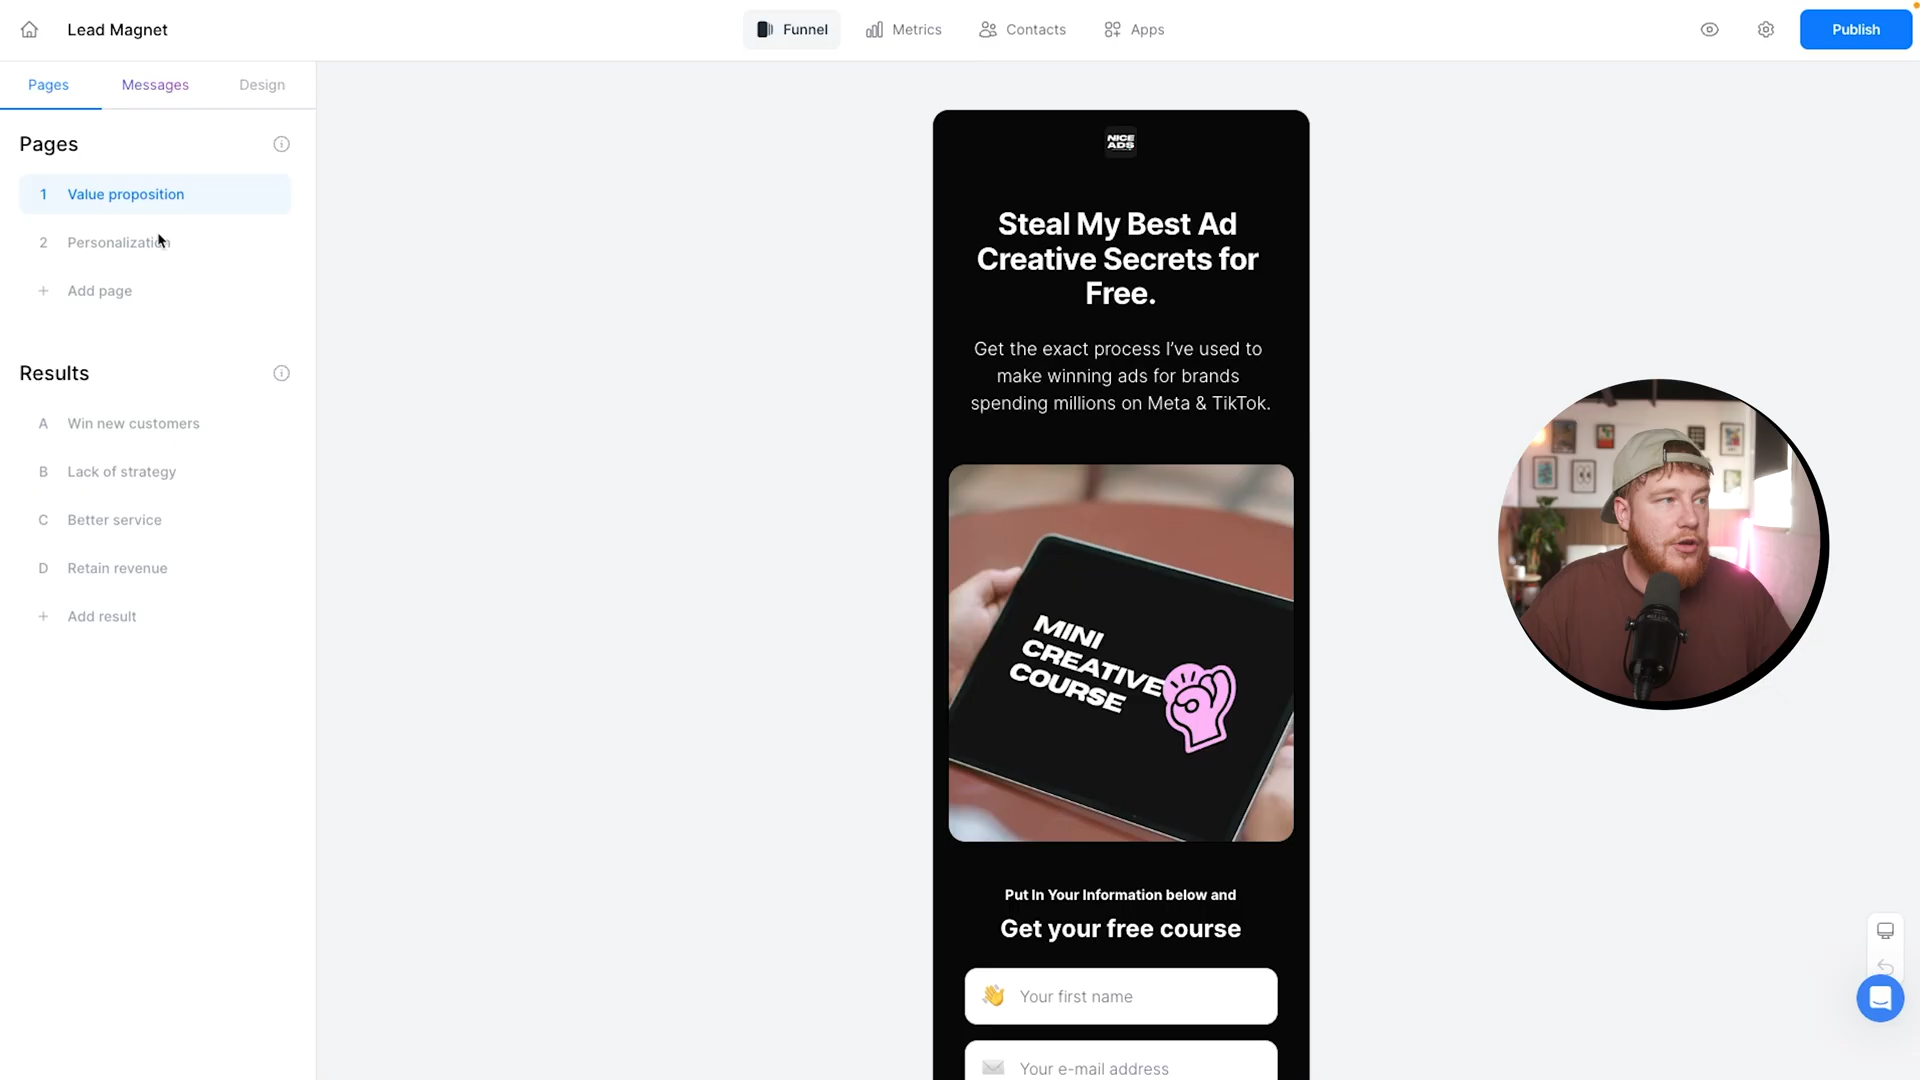 Lead Magnet
Funnel
Metrics
Contacts
Apps
Publish
Pages
Messages
Design
Pages
1 Value proposition
2 Personalization
+ Add page
Results
A Win new customers
B Lack of strategy
C Better service
D Retain revenue
+ Add result
NICE
ADS
Steal My Best Ad
Creative Secrets for
Free.
Get the exact process I’ve used to
make winning ads for brands
spending millions on Meta & TikTok.
MINI
CREATIVE
COURSE
Put In Your Information below and
Get your free course
Your first name
Your e-mail address